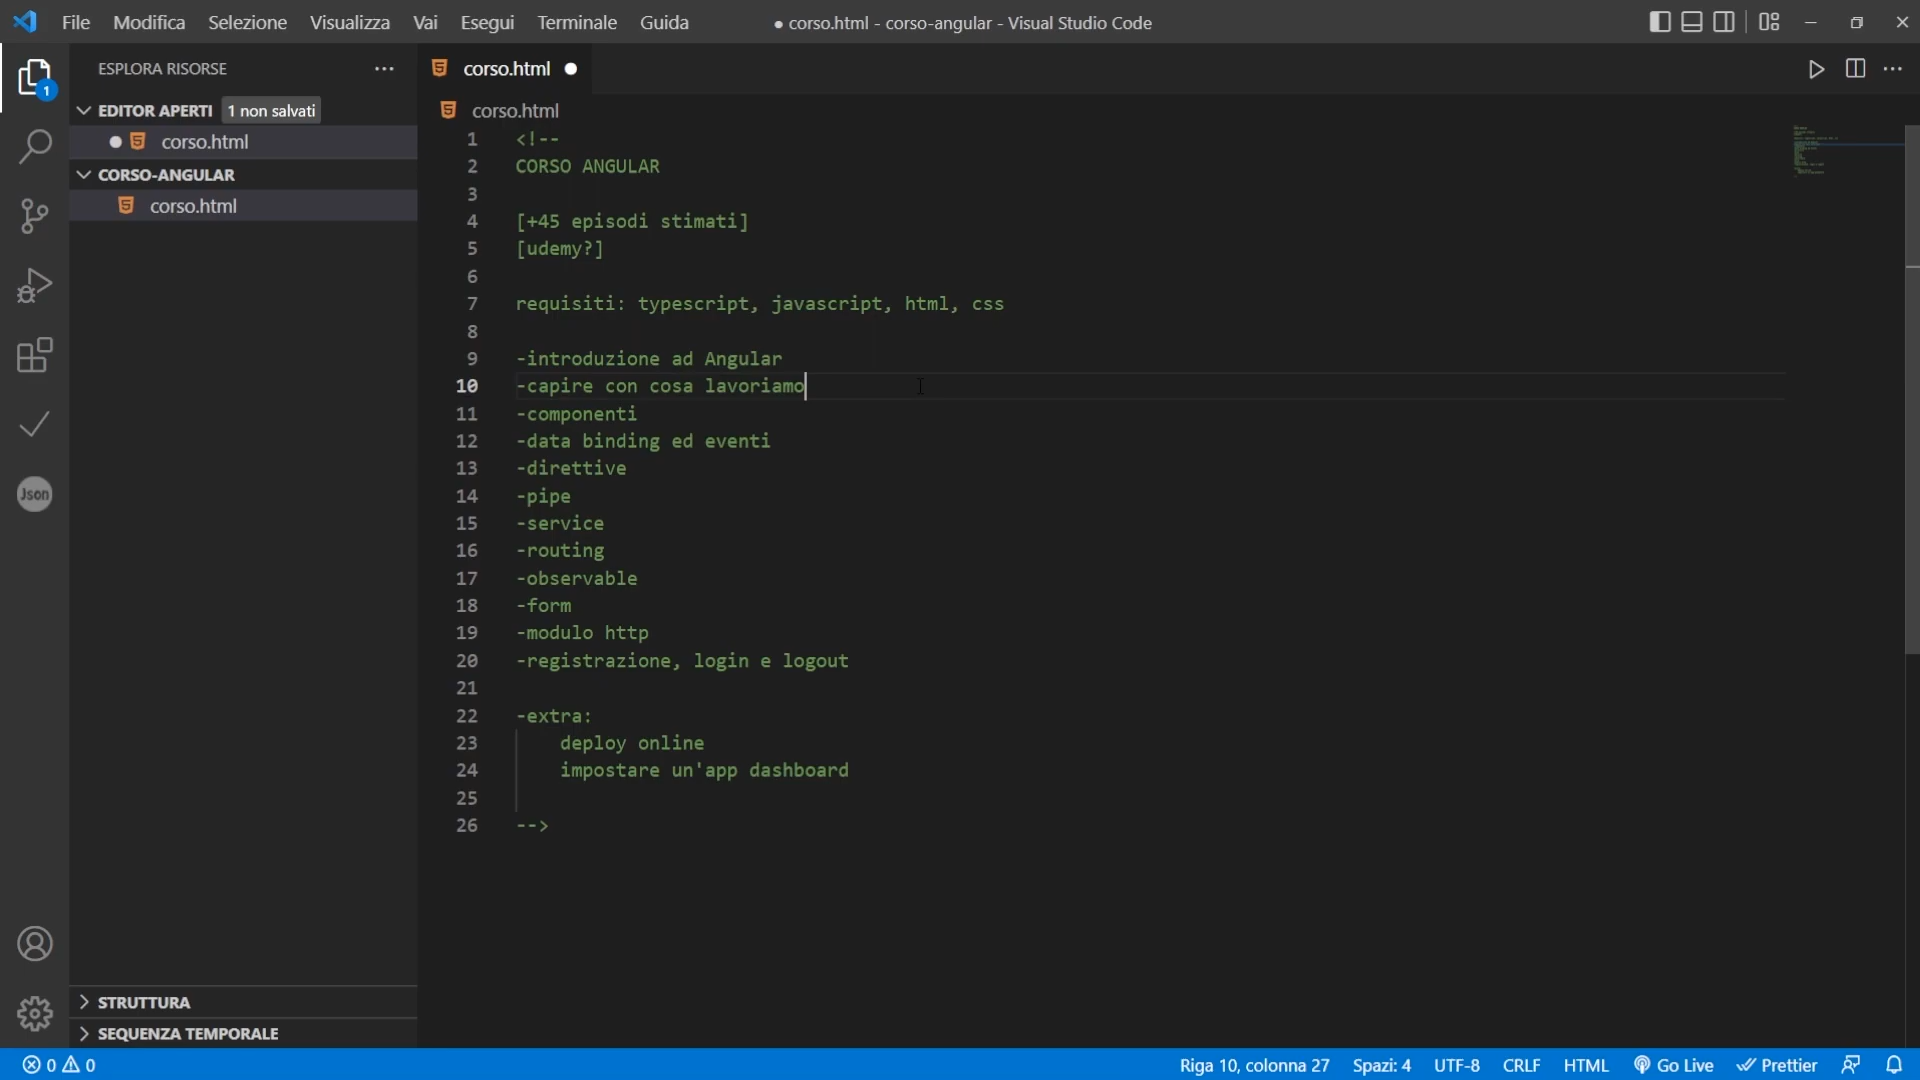 File Modifica Selezione Visualizza Vai Esegui Terminale Guida ● corso.html - corso-angular - Visual Studio Code
ESPLORA RISORSE
EDITOR APERTI 1 non salvati
corso.html
CORSO-ANGULAR
corso.html
1
Json
STRUTTURA
SEQUENZA TEMPORALE
corso.html
corso.html
1 <!--
2 CORSO ANGULAR
3
4 [+45 episodi stimati]
5 [udemy?]
6
7 requisiti: typescript, javascript, html, css
8
9 -introduzione ad Angular
10 -capire con cosa lavoriamo
11 -componenti
12 -data binding ed eventi
13 -direttive
14 -pipe
15 -service
16 -routing
17 -observable
18 -form
19 -modulo http
20 -registrazione, login e logout
21
22 -extra:
23 deploy online
24 impostare un'app dashboard
25
26 -->
0 0 Riga 10, colonna 27 Spazi: 4 UTF-8 CRLF HTML Go Live Prettier